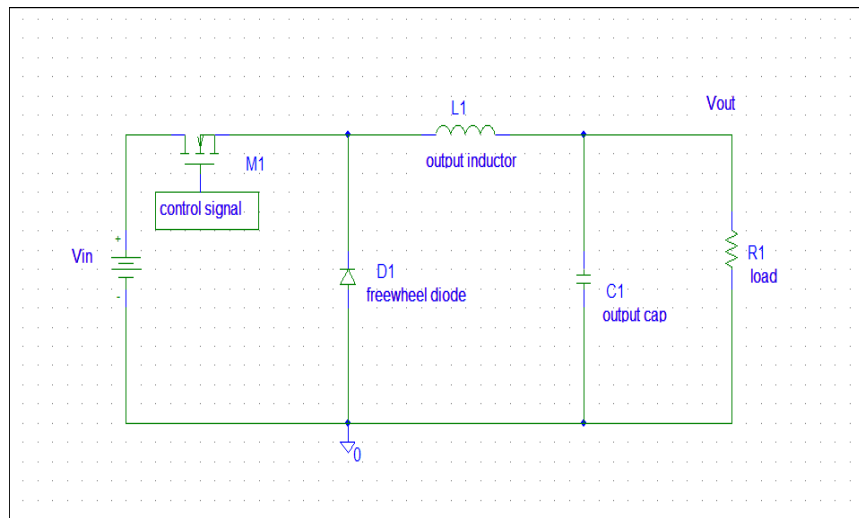 L1
Vout
M1
output inductor
control signal
+
Vin
-
D1
freewheel diode
C1
output cap
R1
load
0